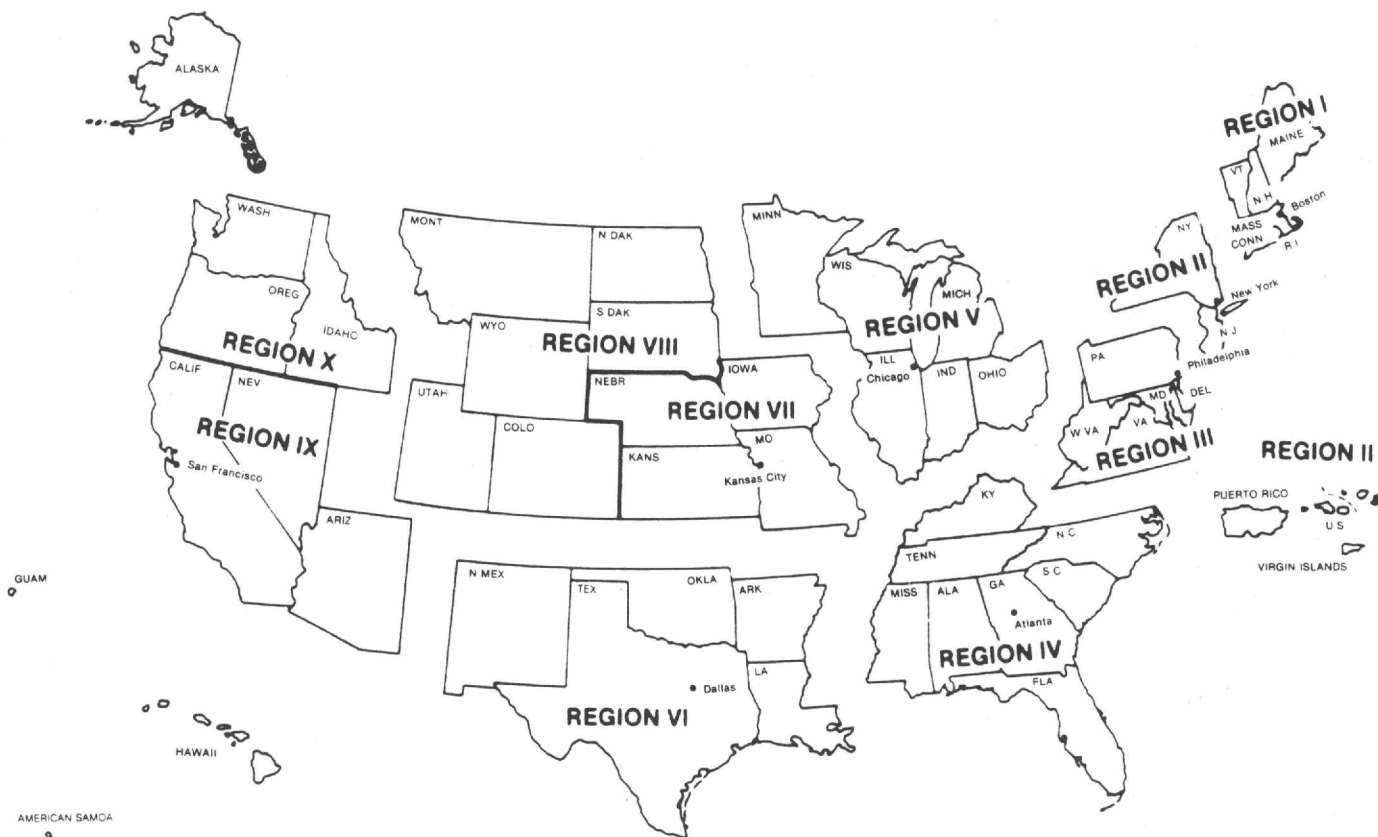 ALASKA
REGION I
MAINE
VT
N H
Boston
MASS
CONN
R I
WASH
MONT
N DAK
MINN
NY
REGION II
New York
N J
WIS
MICH
REGION V
OREG
IDAHO
REGION X
WYO
S DAK
REGION VIII
PA
Philadelphia
DEL
MD
W VA
VA
REGION III
CALIF
NEV
REGION IX
San Francisco
UTAH
COLO
NEBR
IOWA
REGION VII
ILL
Chicago
IND
OHIO
KANS
MO
Kansas City
KY
REGION II
PUERTO RICO
U S
VIRGIN ISLANDS
ARIZ
TENN
N C
S C
GUAM
N MEX
TEX
OKLA
ARK
MISS
ALA
GA
Atlanta
REGION IV
FLA
LA
Dallas
REGION VI
HAWAII
AMERICAN SAMOA